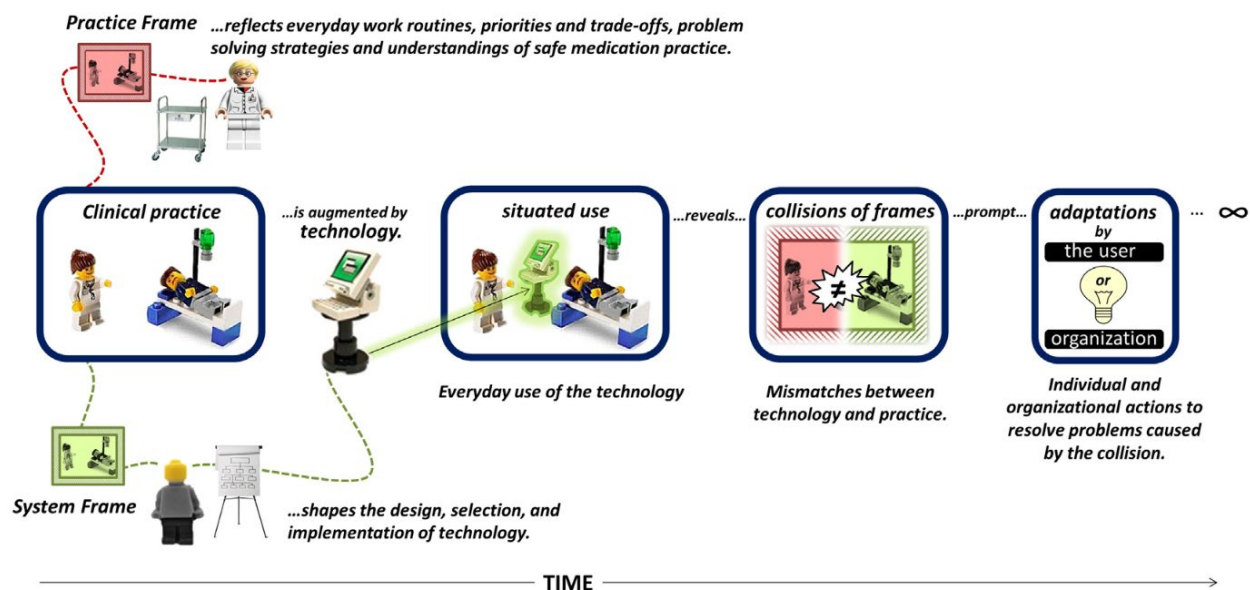 Practice Frame
...reflects everyday work routines, priorities and trade-offs, problem
solving strategies and understandings of safe medication practice.
Clinical practice
...is augmented by
technology.
situated use
...reveals...
collisions of frames
≠
...prompt...
adaptations
by
the user
or
organization
... ∞
Everyday use of the technology
Mismatches between
technology and practice.
Individual and
organizational actions to
resolve problems caused
by the collision.
System Frame
...shapes the design, selection, and
implementation of technology.
TIME